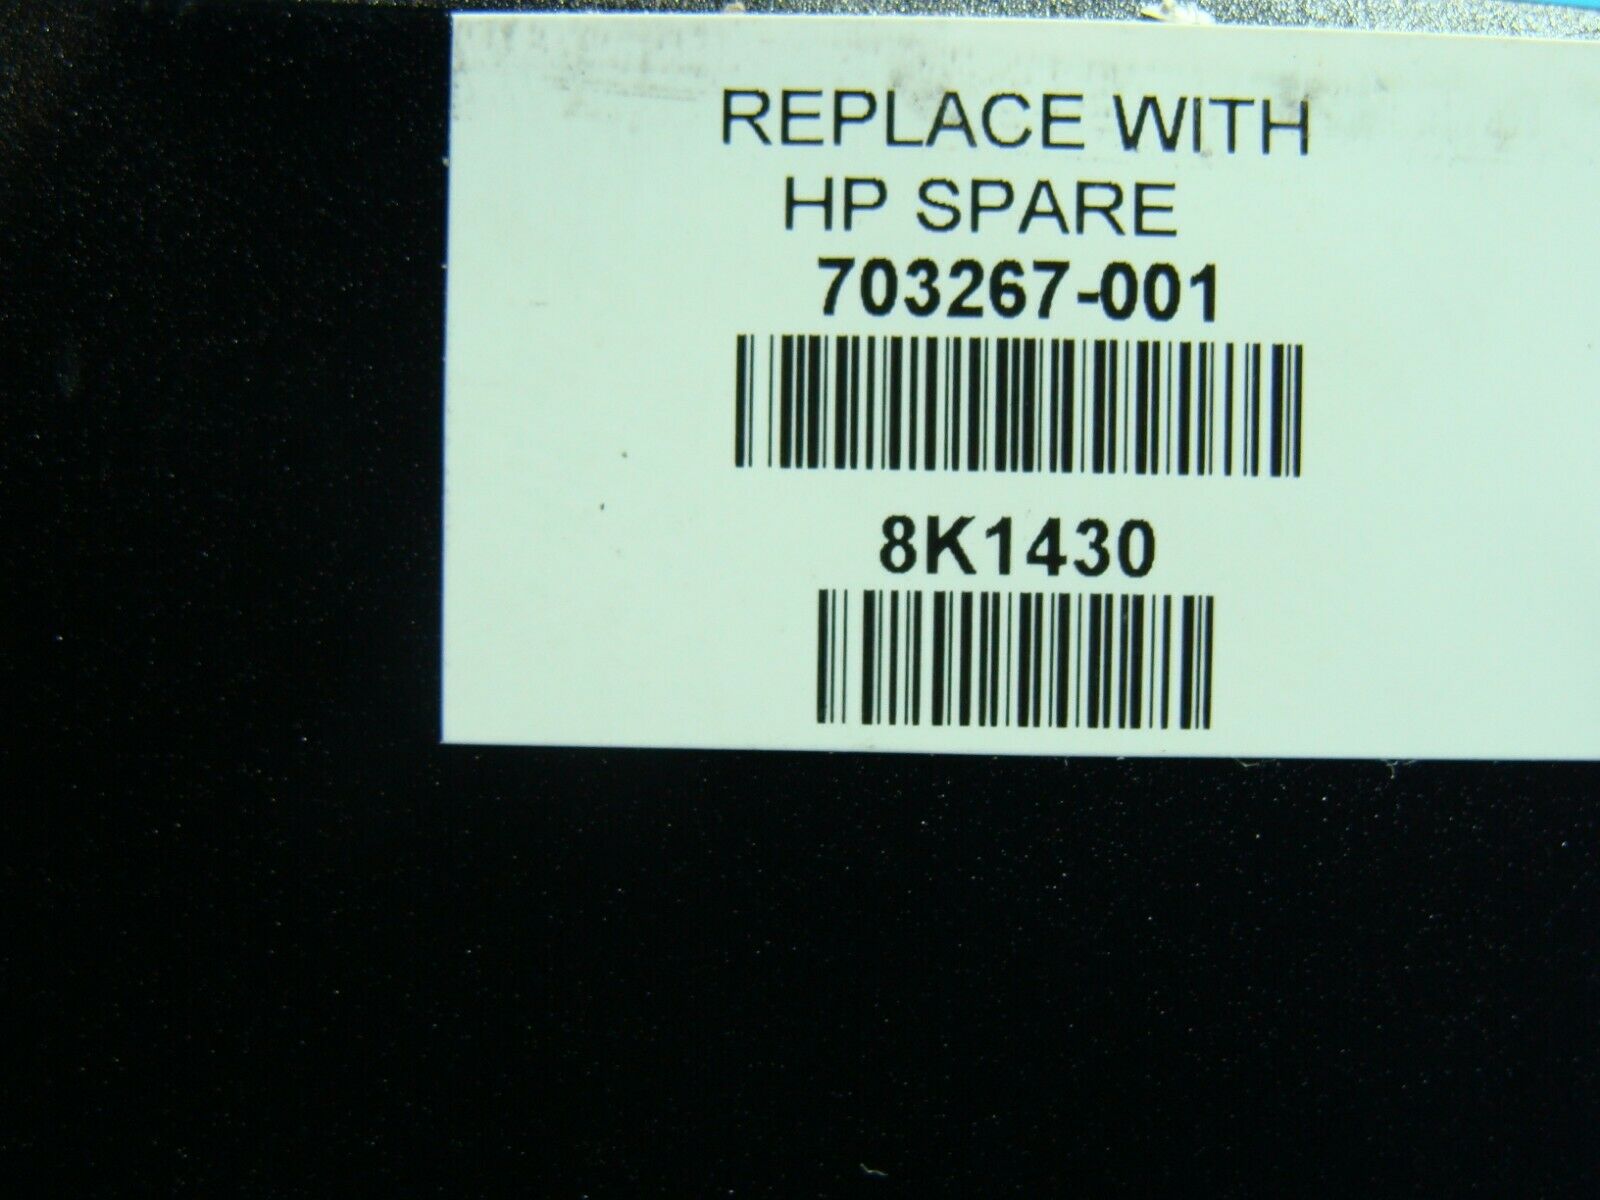 REPLACE WITH
HP SPARE
703267-001
8K1430